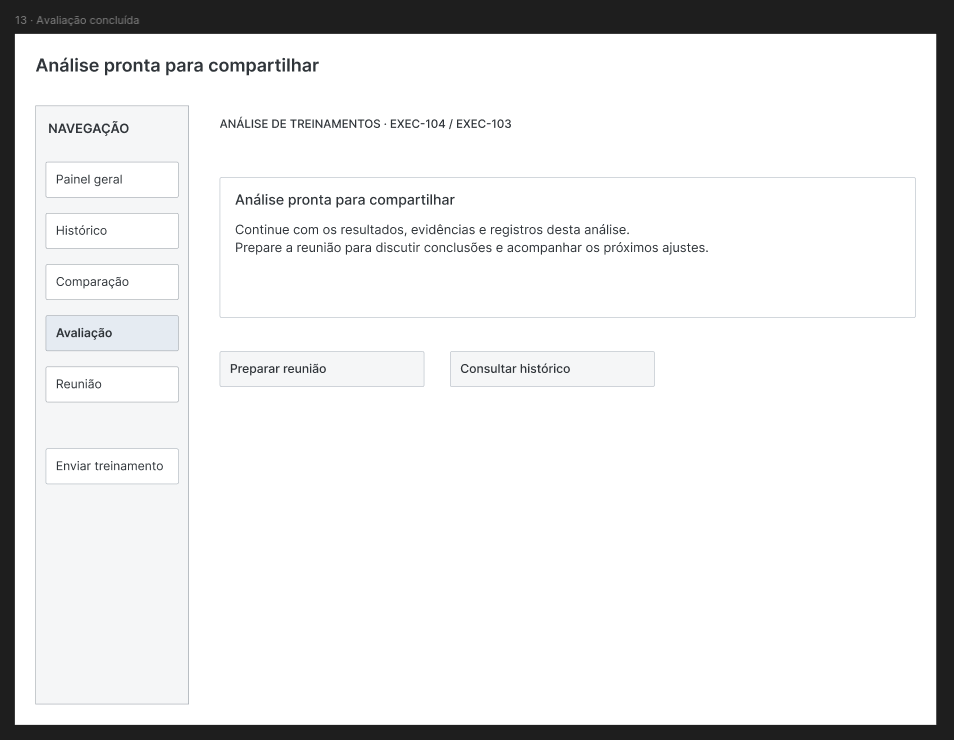 13 · Avaliação concluída
Análise pronta para compartilhar
NAVEGAÇÃO
Painel geral
Histórico
Comparação
Avaliação
Reunião
Enviar treinamento
ANÁLISE DE TREINAMENTOS · EXEC-104 / EXEC-103
Análise pronta para compartilhar
Continue com os resultados, evidências e registros desta análise.
Prepare a reunião para discutir conclusões e acompanhar os próximos ajustes.
Preparar reunião
Consultar histórico